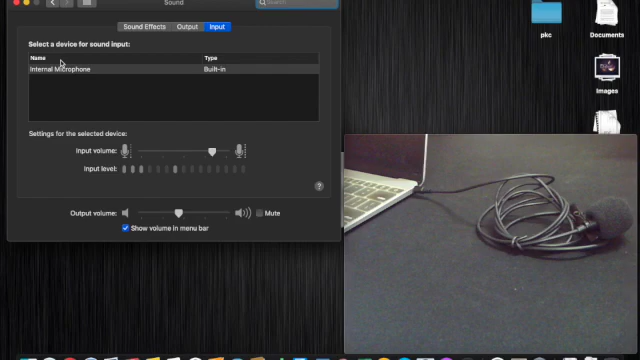 Sound
Search
Sound Effects Output Input
Select a device for sound input:
Name Type
Internal Microphone Built-in
Settings for the selected device:
Input volume:
Input level:
?
Output volume: Mute
Show volume in menu bar
pkc
Documents
Images